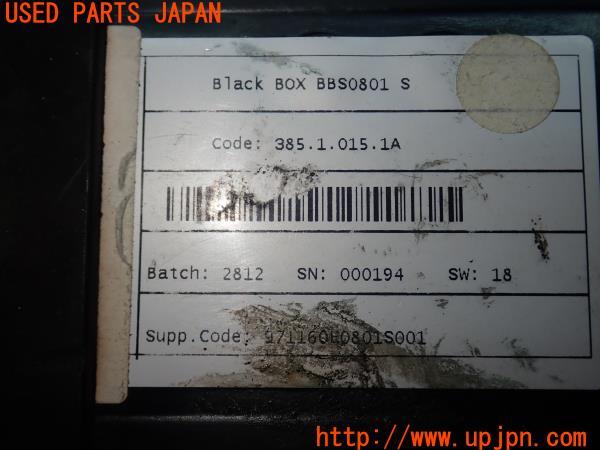 USED PARTS JAPAN
Black BOX BBS0801 S
Code: 385.1.015.1A
Batch: 2812 SN: 000194 SW: 18
Supp.Code: 971160E0801S001
http://www.upjpn.com